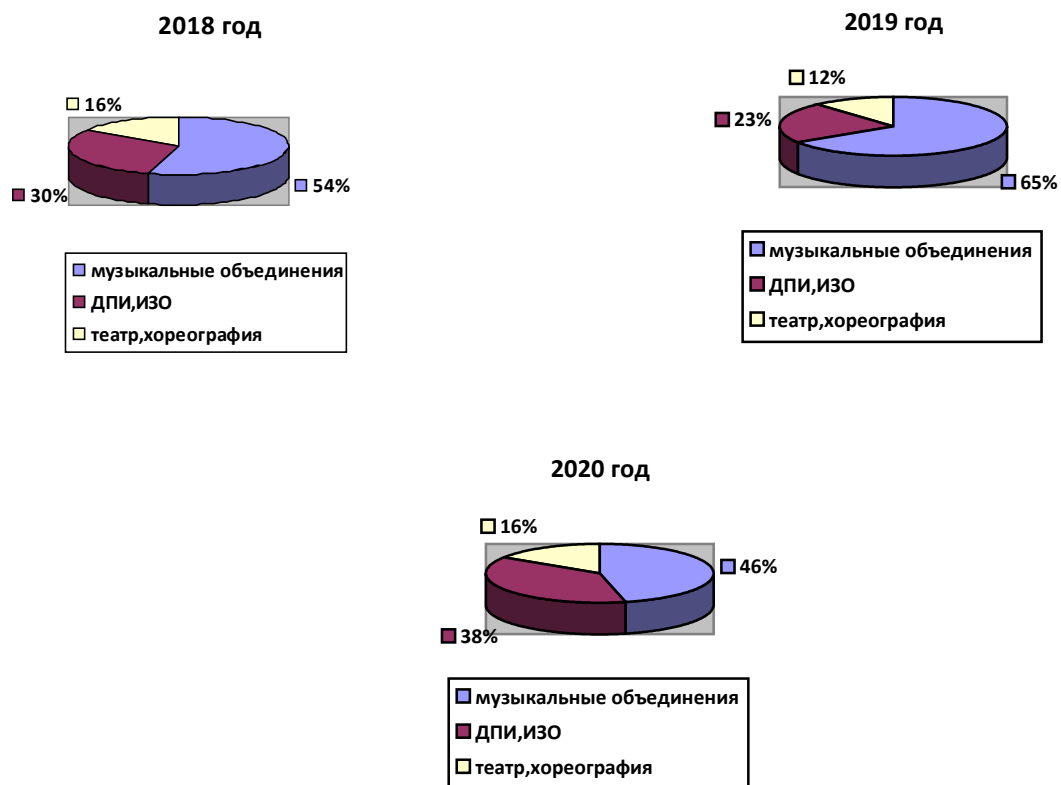 2018 год
16%
30%
54%
музыкальные объединения
ДПИ,ИЗО
театр,хореография
2019 год
12%
23%
65%
музыкальные объединения
ДПИ,ИЗО
театр,хореография
2020 год
16%
46%
38%
музыкальные объединения
ДПИ,ИЗО
театр,хореография